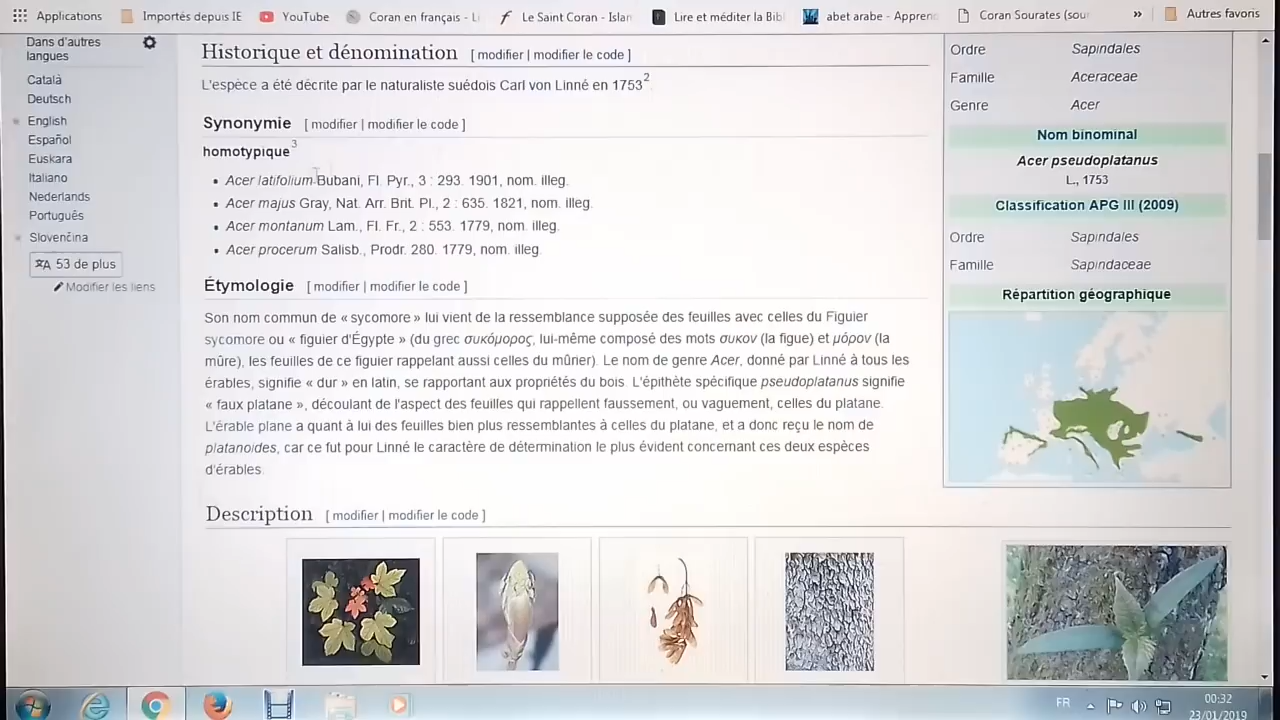 Applications
Importés depuis IE
YouTube
Coran en français - Li
Le Saint Coran - Islan
Lire et méditer la Bibl
abet arabe - Apprend
Coran Sourates (sour
»
Autres favoris
Dans d'autres
langues
Català
Deutsch
English
Español
Euskara
Italiano
Nederlands
Português
Slovenčina
53 de plus
Modifier les liens
Historique et dénomination [ modifier | modifier le code ]
L'espèce a été décrite par le naturaliste suédois Carl von Linné en 1753².
Synonymie [ modifier | modifier le code ]
homotypique³
• Acer latifolium Bubani, Fl. Pyr., 3 : 293. 1901, nom. illeg.
• Acer majus Gray, Nat. Arr. Brit. Pl., 2 : 635. 1821, nom. illeg.
• Acer montanum Lam., Fl. Fr., 2 : 553. 1779, nom. illeg.
• Acer procerum Salisb., Prodr. 280. 1779, nom. illeg.
Étymologie [ modifier | modifier le code ]
Son nom commun de « sycomore » lui vient de la ressemblance supposée des feuilles avec celles du Figuier
sycomore ou « figuier d'Égypte » (du grec συκόμορος, lui-même composé des mots συκον (la figue) et μόρον (la
mûre), les feuilles de ce figuier rappelant aussi celles du mûrier). Le nom de genre Acer, donné par Linné à tous les
érables, signifie « dur » en latin, se rapportant aux propriétés du bois. L'épithète spécifique pseudoplatanus signifie
« faux platane », découlant de l'aspect des feuilles qui rappellent faussement, ou vaguement, celles du platane.
L'érable plane a quant à lui des feuilles bien plus ressemblantes à celles du platane, et a donc reçu le nom de
platanoides, car ce fut pour Linné le caractère de détermination le plus évident concernant ces deux espèces
d'érables.
Description [ modifier | modifier le code ]
Ordre Sapindales
Famille Aceraceae
Genre Acer
Nom binominal
Acer pseudoplatanus
L., 1753
Classification APG III (2009)
Ordre Sapindales
Famille Sapindaceae
Répartition géographique
FR
00:32
23/01/2019